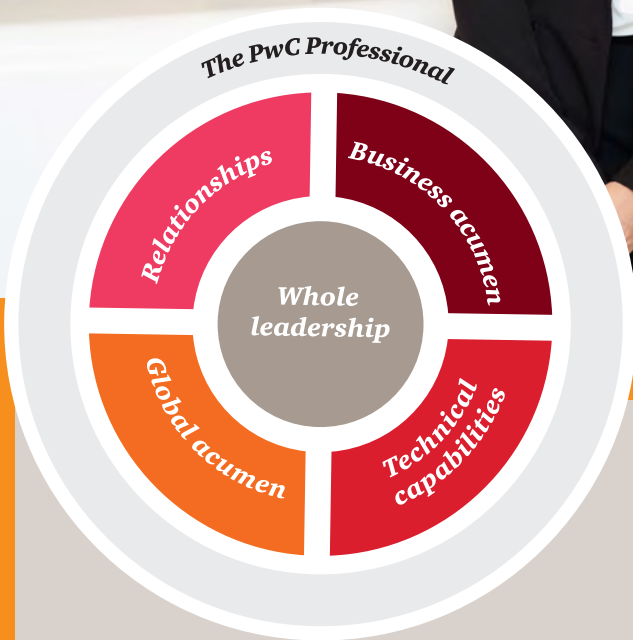 The PwC Professional
Relationships
Business acumen
Whole
leadership
Global acumen
Technical
capabilities